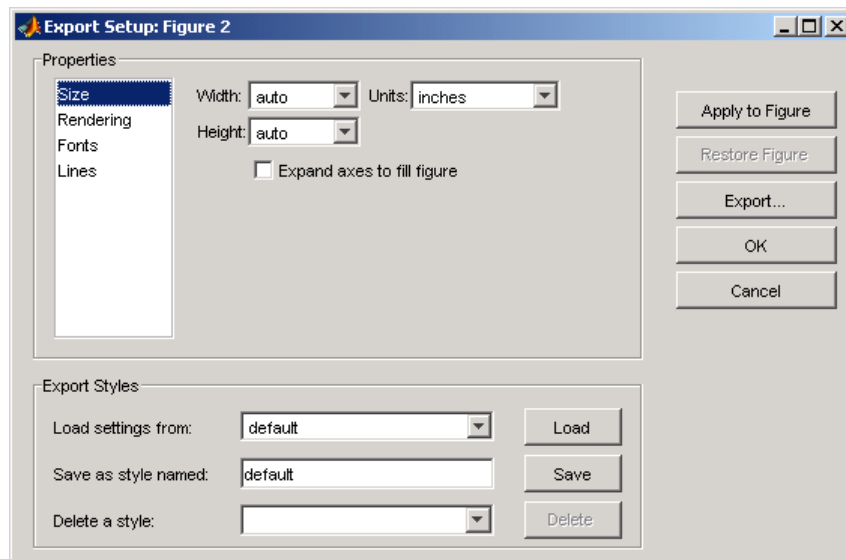 Export Setup: Figure 2
Properties
Size
Rendering
Fonts
Lines
Width: auto Units: inches
Height: auto
Expand axes to fill figure
Apply to Figure
Restore Figure
Export...
OK
Cancel
Export Styles
Load settings from: default Load
Save as style named: default Save
Delete a style: Delete